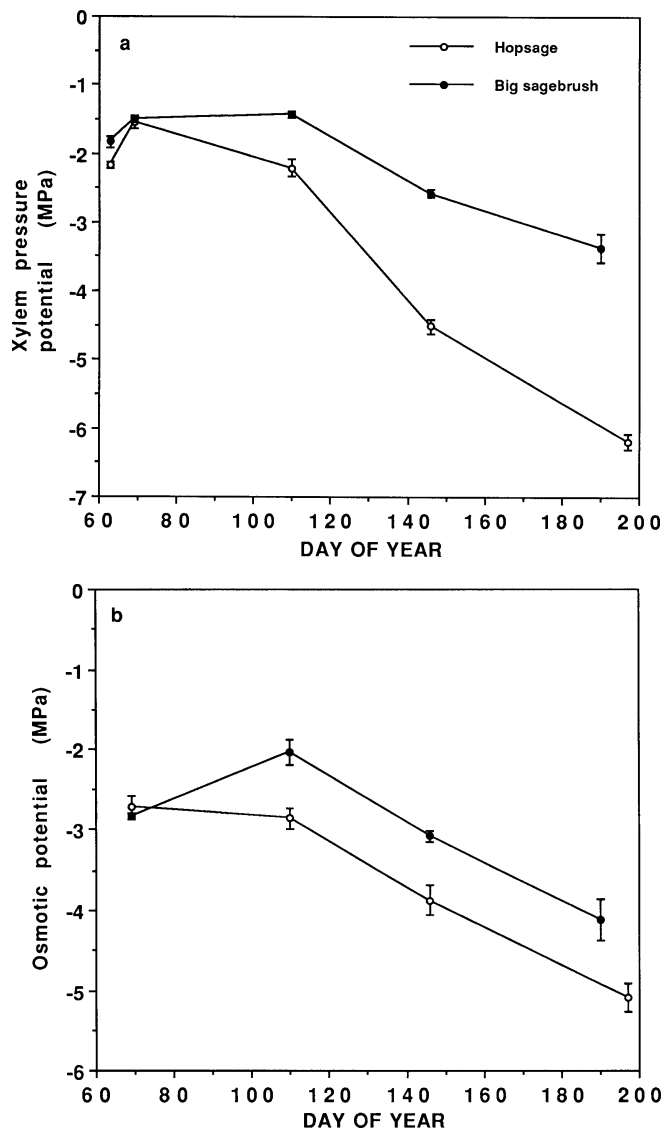 a
Hopsage
Big sagebrush
Xylem pressure
potential (MPa)
0
-1
-2
-3
-4
-5
-6
-7
60 80 100 120 140 160 180 200
DAY OF YEAR
b
Osmotic potential (MPa)
0
-1
-2
-3
-4
-5
-6
60 80 100 120 140 160 180 200
DAY OF YEAR